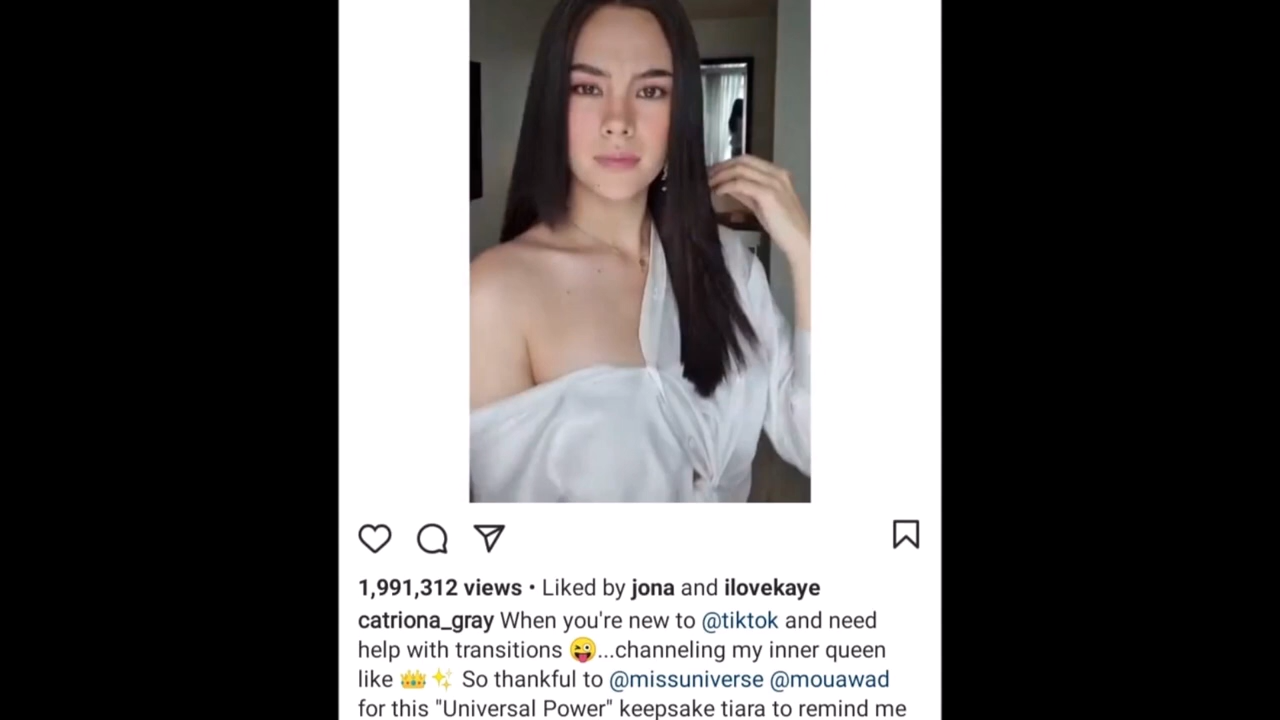 1,991,312 views • Liked by jona and ilovekaye
catriona_gray When you're new to @tiktok and need
help with transitions 😜...channeling my inner queen
like 👑✨ So thankful to @missuniverse @mouawad
for this "Universal Power" keepsake tiara to remind me